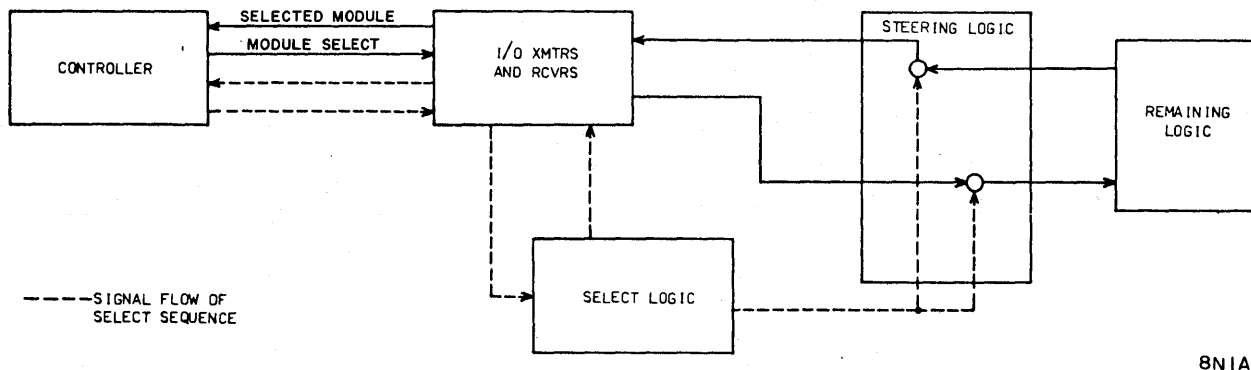 SELECTED MODULE
MODULE SELECT
CONTROLLER
I/O XMTRS
AND RCVRS
STEERING LOGIC
REMAINING
LOGIC
SELECT LOGIC
SIGNAL FLOW OF
SELECT SEQUENCE
8N1A